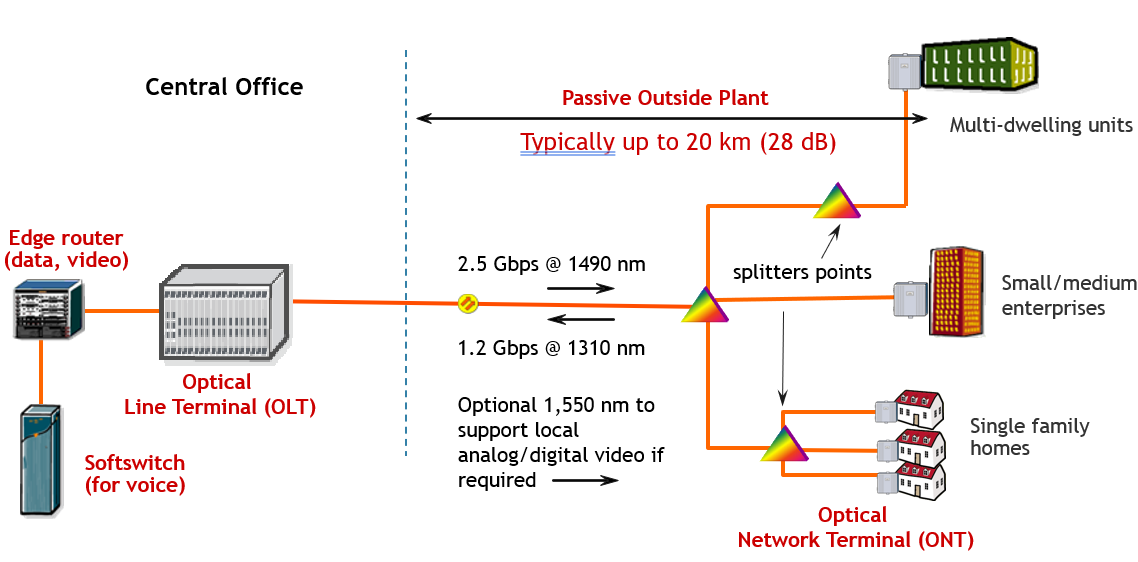 Central Office
Passive Outside Plant
Typically up to 20 km (28 dB)
Multi-dwelling units
Edge router
(data, video)
2.5 Gbps @ 1490 nm
splitters points
Small/medium
enterprises
1.2 Gbps @ 1310 nm
Optical
Line Terminal (OLT)
Optional 1,550 nm to
support local
analog/digital video if
required
Single family
homes
Softswitch
(for voice)
Optical
Network Terminal (ONT)